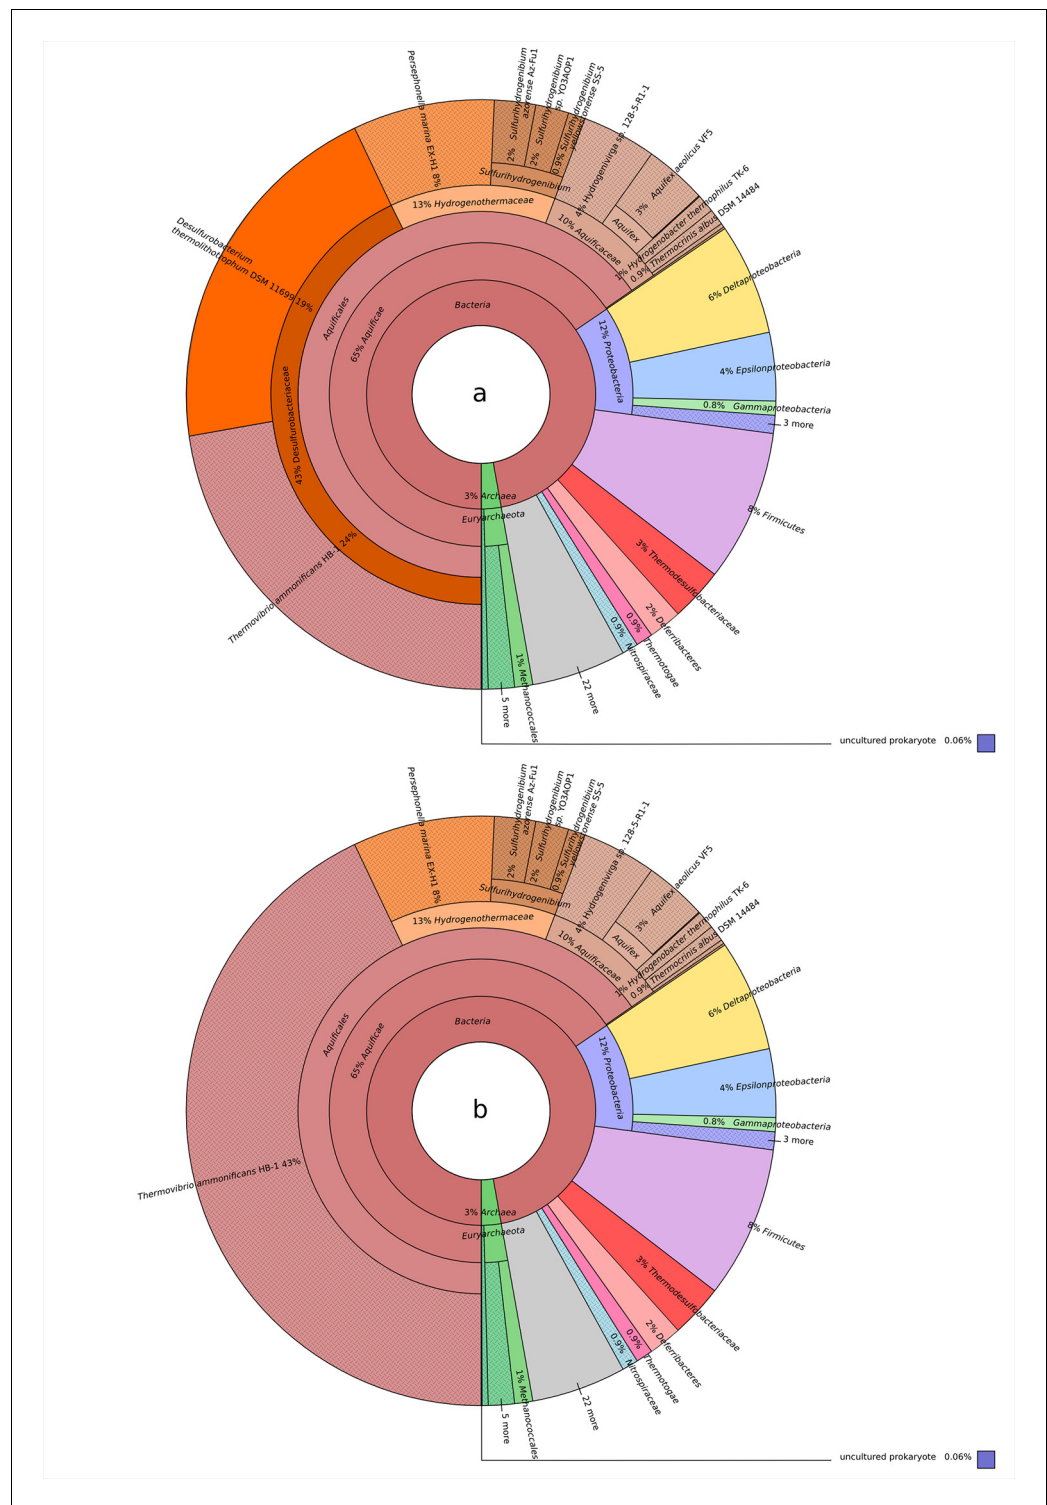 Persephonella marina EX-H1 8%
2% Sulfurihydrogenibium
azorense Az-Fu1
2% Sulfurihydrogenibium
sp. YO3AOP1
0.9% Sulfurihydrogenibium
yellowstonense SS-5
Sulfurihydrogenibium
4% Hydrogenivirga sp. 128-5-R1-1
3% Aquifex aeolicus VF5
Aquifex
1% Hydrogenobacter thermophilus TK-6
0.9% Thermocrinis albus DSM 14484
13% Hydrogenothermaceae
10% Aquificaceae
Desulfurobacterium
thermolithotrophum DSM 11699 19%
Aquificales
65% Aquificae
Bacteria
12% Proteobacteria
6% Deltaproteobacteria
4% Epsilonproteobacteria
0.8% Gammaproteobacteria
3 more
a
43% Desulfurobacteriaceae
Thermovibrio ammonificans HB-1 24%
3% Archaea
Euryarchaeota
8% Firmicutes
3% Thermodesulfobacteriaceae
2% Deferribacteres
0.9% Thermotogae
0.9% Nitrospiraceae
22 more
1% Methanococcales
5 more
uncultured prokaryote 0.06%
Persephonella marina EX-H1 8%
2% Sulfurihydrogenibium
azorense Az-Fu1
2% Sulfurihydrogenibium
sp. YO3AOP1
0.9% Sulfurihydrogenibium
yellowstonense SS-5
Sulfurihydrogenibium
4% Hydrogenivirga sp. 128-5-R1-1
3% Aquifex aeolicus VF5
Aquifex
1% Hydrogenobacter thermophilus TK-6
0.9% Thermocrinis albus DSM 14484
13% Hydrogenothermaceae
10% Aquificaceae
Aquificales
65% Aquificae
Bacteria
12% Proteobacteria
6% Deltaproteobacteria
4% Epsilonproteobacteria
0.8% Gammaproteobacteria
3 more
b
Thermovibrio ammonificans HB-1 43%
3% Archaea
Euryarchaeota
8% Firmicutes
3% Thermodesulfobacteriaceae
2% Deferribacteres
0.9% Thermotogae
0.9% Nitrospiraceae
22 more
1% Methanococcales
5 more
uncultured prokaryote 0.06%